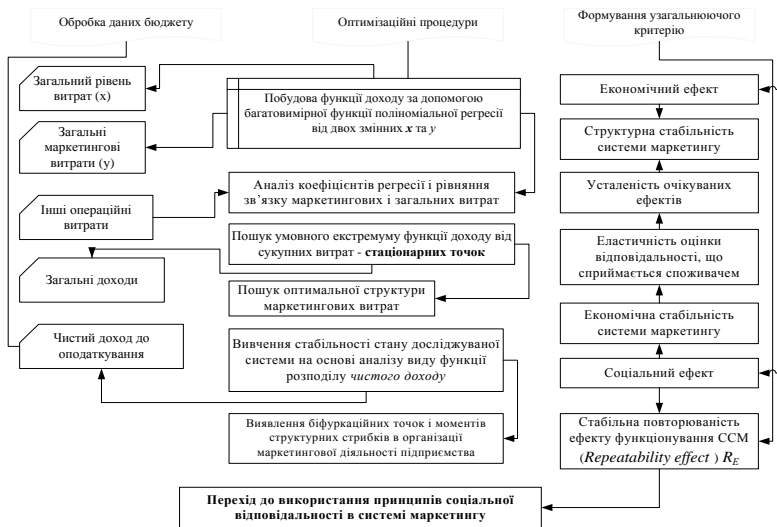 Обробка даних бюджету
Загальний рівень
витрат (x)
Загальні
маркетингові
витрати (y)
Інші операційні
витрати
Загальні доходи
Чистий доход до
оподаткування
Оптимізаційні процедури
Побудова функції доходу за допомогою
багатовимірної функції поліноміальної регресії
від двох змінних x та y
Аналіз коефіцієнтів регресії і рівняння
зв’язку маркетингових і загальних витрат
Пошук умовного екстремуму функції доходу від
сукупних витрат - стаціонарних точок
Пошук оптимальної структури
маркетингових витрат
Вивчення стабільності стану досліджуваної
системи на основі аналізу виду функції
розподілу чистого доходу
Виявлення біфуркаційних точок і моментів
структурних стрибків в організації
маркетингової діяльності підприємства
Формування узагальнюючого
критерію
Економічний ефект
Структурна стабільність
системи маркетингу
Усталеність очікуваних
ефектів
Еластичність оцінки
відповідальності, що
сприймається споживачем
Економічна стабільність
системи маркетингу
Соціальний ефект
Стабільна повторюваність
ефекту функціонування ССМ
(Repeatability effect ) R_E
Перехід до використання принципів соціальної
відповідальності в системі маркетингу